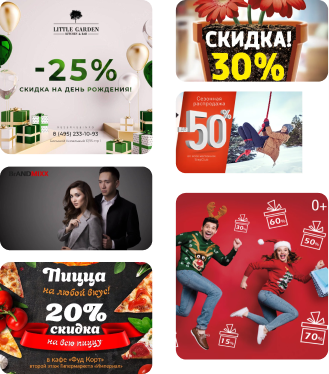 LITTLE GARDEN
-25%
СКИДКА НА ДЕНЬ РОЖДЕНИЯ!
8 (495) 233-10-93
СКИДКА!
30%
Сезонная
распродажа
-50%
Пицца
на любой вкус!
20%
скидка
на всю пиццу
в кафе «Фуд Корт»
0+
30%
60%
50%
15%
70%